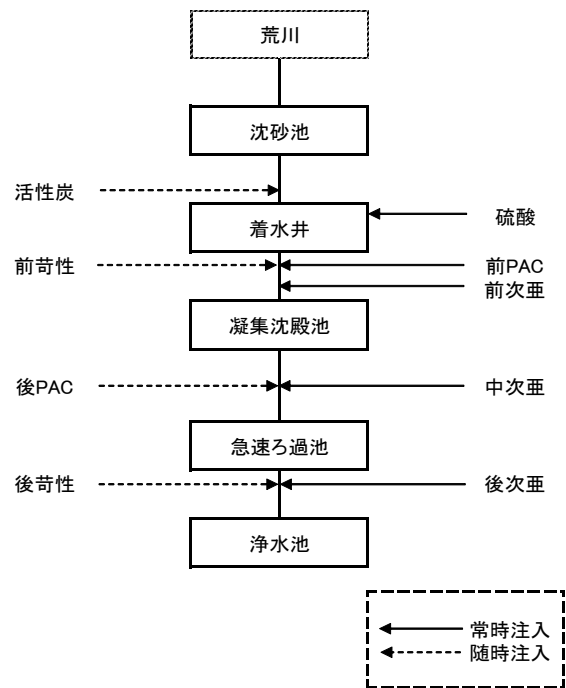 荒川
沈砂池
活性炭
硫酸
着水井
前苛性
前PAC
前次亜
凝集沈殿池
後PAC
中次亜
急速ろ過池
後苛性
後次亜
浄水池
常時注入
随時注入